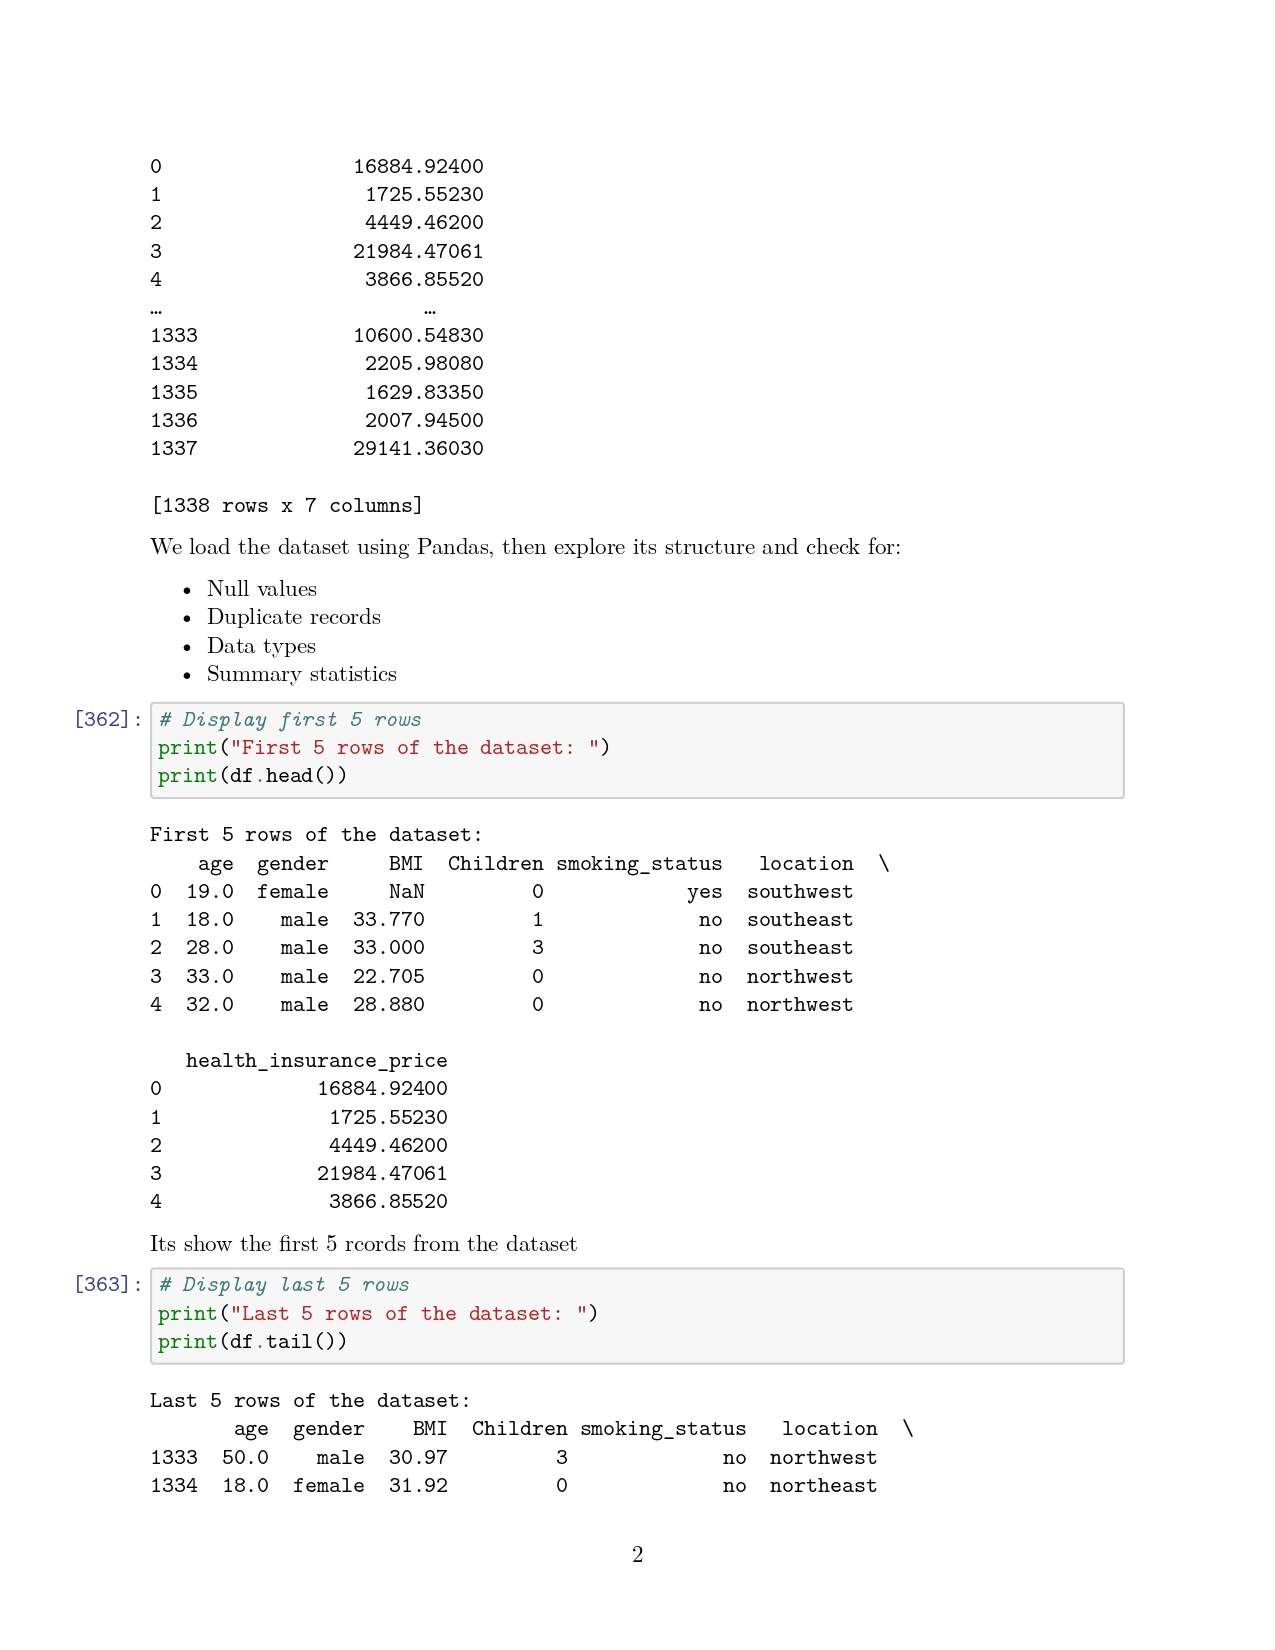 0                16884.92400
1                 1725.55230
2                 4449.46200
3                21984.47061
4                 3866.85520
…                      …
1333             10600.54830
1334              2205.98080
1335              1629.83350
1336              2007.94500
1337             29141.36030
[1338 rows x 7 columns]
We load the dataset using Pandas, then explore its structure and check for:
• Null values
• Duplicate records
• Data types
• Summary statistics
[362]: # Display first 5 rows
print("First 5 rows of the dataset: ")
print(df.head())
First 5 rows of the dataset:
    age  gender     BMI  Children smoking_status   location  \
0  19.0  female     NaN         0            yes  southwest
1  18.0    male  33.770         1             no  southeast
2  28.0    male  33.000         3             no  southeast
3  33.0    male  22.705         0             no  northwest
4  32.0    male  28.880         0             no  northwest
   health_insurance_price
0             16884.92400
1              1725.55230
2              4449.46200
3             21984.47061
4              3866.85520
Its show the first 5 rcords from the dataset
[363]: # Display last 5 rows
print("Last 5 rows of the dataset: ")
print(df.tail())
Last 5 rows of the dataset:
       age  gender    BMI  Children smoking_status   location  \
1333  50.0    male  30.97         3             no  northwest
1334  18.0  female  31.92         0             no  northeast
2